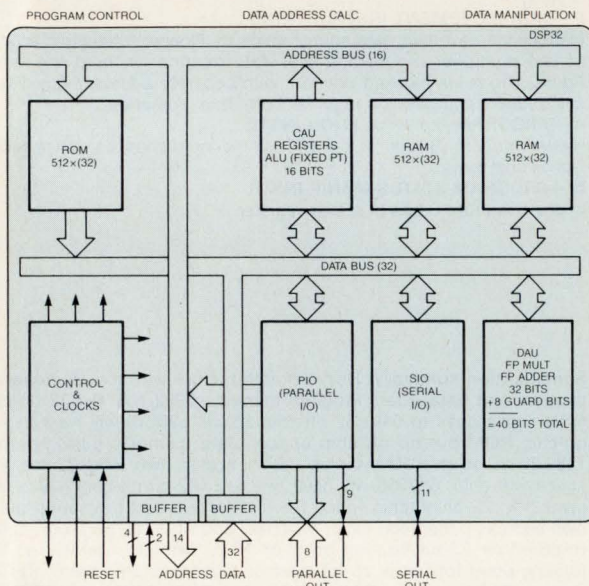 PROGRAM CONTROL
DATA ADDRESS CALC
DATA MANIPULATION
DSP32
ADDRESS BUS (16)
ROM
512×(32)
CAU
REGISTERS
ALU (FIXED PT)
16 BITS
RAM
512×(32)
RAM
512×(32)
DATA BUS (32)
CONTROL
&
CLOCKS
PIO
(PARALLEL
I/O)
SIO
(SERIAL
I/O)
DAU
FP MULT
FP ADDER
32 BITS
+8 GUARD BITS
=40 BITS TOTAL
BUFFER
BUFFER
9
11
4
2
14
32
8
RESET
ADDRESS
DATA
PARALLEL
OUT
SERIAL
OUT